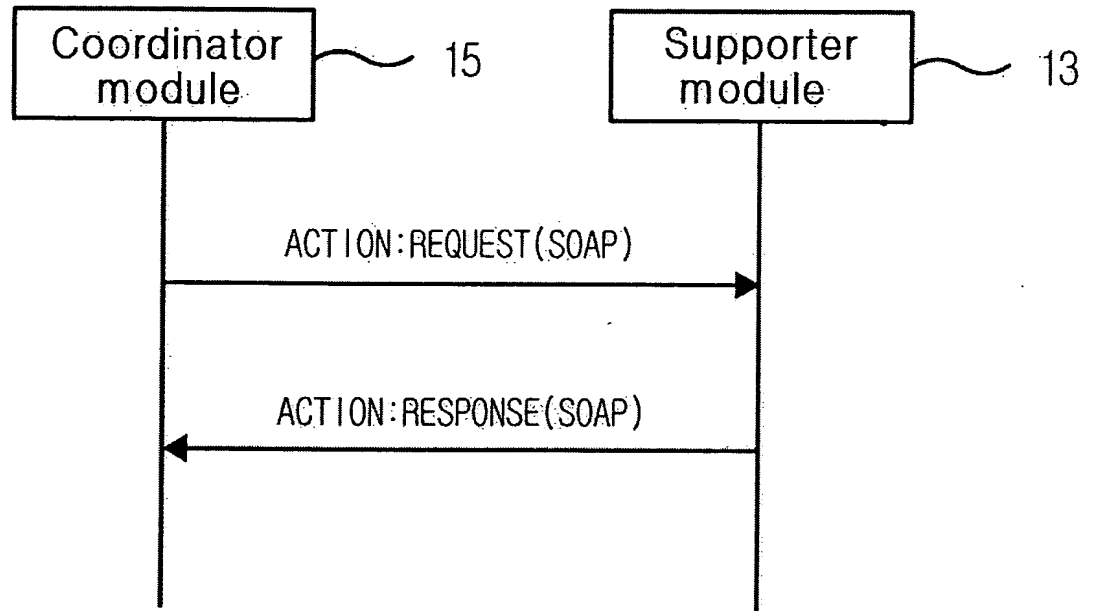 Coordinator
module
15
Supporter
module
13
ACTION:REQUEST(SOAP)
ACTION:RESPONSE(SOAP)